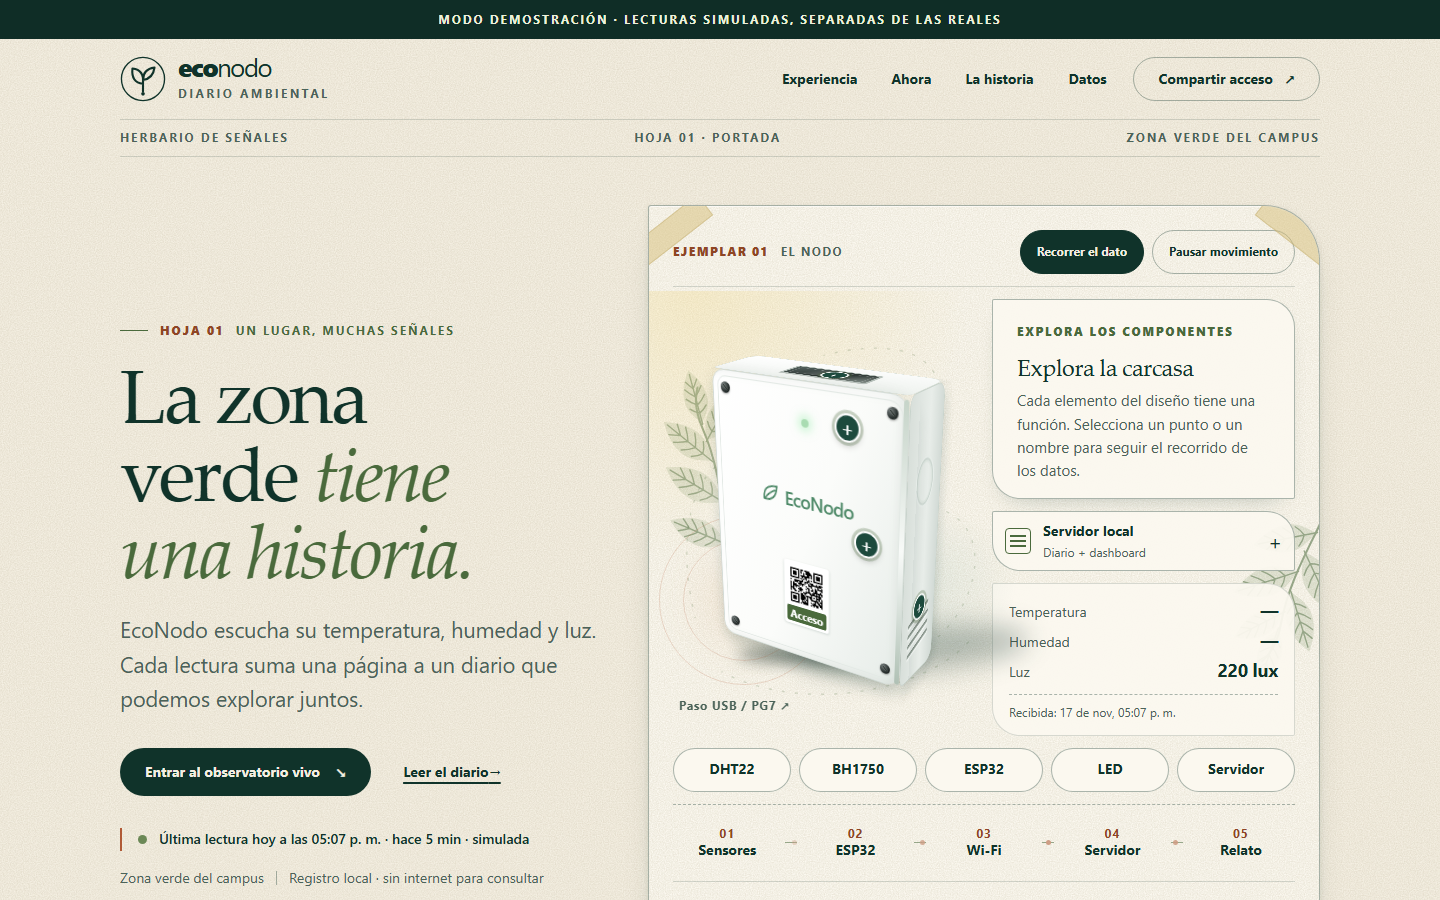 MODO DEMOSTRACIÓN · LECTURAS SIMULADAS, SEPARADAS DE LAS REALES
econodo
DIARIO AMBIENTAL
Experiencia
Ahora
La historia
Datos
Compartir acceso ↗
HERBARIO DE SEÑALES
HOJA 01 · PORTADA
ZONA VERDE DEL CAMPUS
HOJA 01 UN LUGAR, MUCHAS SEÑALES
La zona
verde tiene
una historia.
EcoNodo escucha su temperatura, humedad y luz.
Cada lectura suma una página a un diario que
podemos explorar juntos.
Entrar al observatorio vivo ↘
Leer el diario→
Última lectura hoy a las 05:07 p. m. · hace 5 min · simulada
Zona verde del campus
Registro local · sin internet para consultar
EJEMPLAR 01 EL NODO
Recorrer el dato
Pausar movimiento
EcoNodo
Acceso
Paso USB / PG7 ↗
EXPLORA LOS COMPONENTES
Explora la carcasa
Cada elemento del diseño tiene una
función. Selecciona un punto o un
nombre para seguir el recorrido de
los datos.
Servidor local
Diario + dashboard
+
Temperatura —
Humedad —
Luz 220 lux
Recibida: 17 de nov, 05:07 p. m.
DHT22
BH1750
ESP32
LED
Servidor
01
Sensores
02
ESP32
03
Wi-Fi
04
Servidor
05
Relato